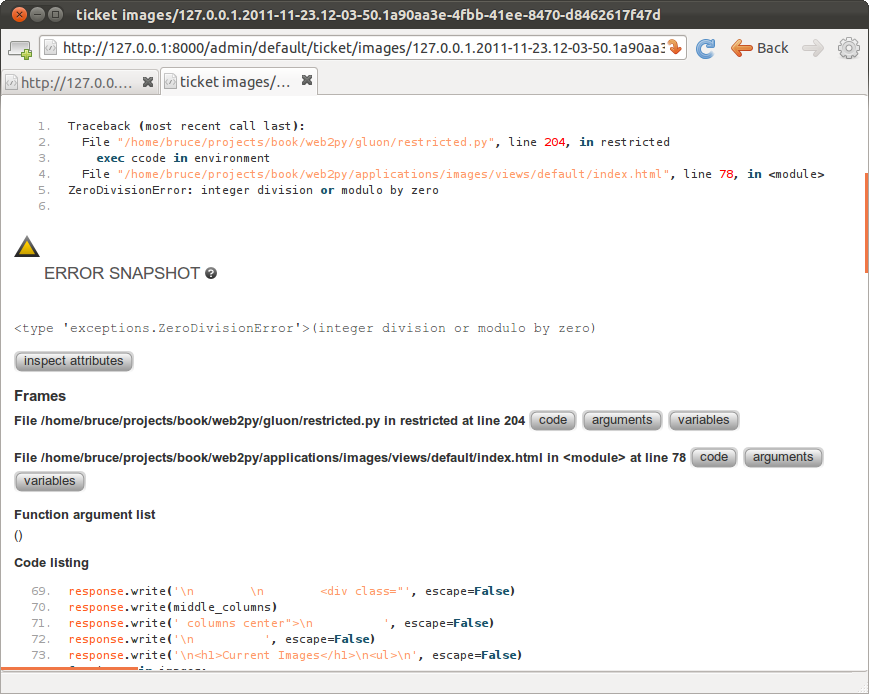 ticket images/127.0.0.1.2011-11-23.12-03-50.1a90aa3e-4fbb-41ee-8470-d8462617f47d
http://127.0.0.1:8000/admin/default/ticket/images/127.0.0.1.2011-11-23.12-03-50.1a90aa3 Back
http://127.0.0.... ticket images/...
1. Traceback (most recent call last):
2. File "/home/bruce/projects/book/web2py/gluon/restricted.py", line 204, in restricted
3. exec ccode in environment
4. File "/home/bruce/projects/book/web2py/applications/images/views/default/index.html", line 78, in <module>
5. ZeroDivisionError: integer division or modulo by zero
6.
ERROR SNAPSHOT ?
<type 'exceptions.ZeroDivisionError'>(integer division or modulo by zero)
inspect attributes
Frames
File /home/bruce/projects/book/web2py/gluon/restricted.py in restricted at line 204 code arguments variables
File /home/bruce/projects/book/web2py/applications/images/views/default/index.html in <module> at line 78 code arguments
variables
Function argument list
()
Code listing
69. response.write('\n \n <div class="', escape=False)
70. response.write(middle_columns)
71. response.write(' columns center">\n ', escape=False)
72. response.write('\n ', escape=False)
73. response.write('\n<h1>Current Images</h1>\n<ul>\n', escape=False)